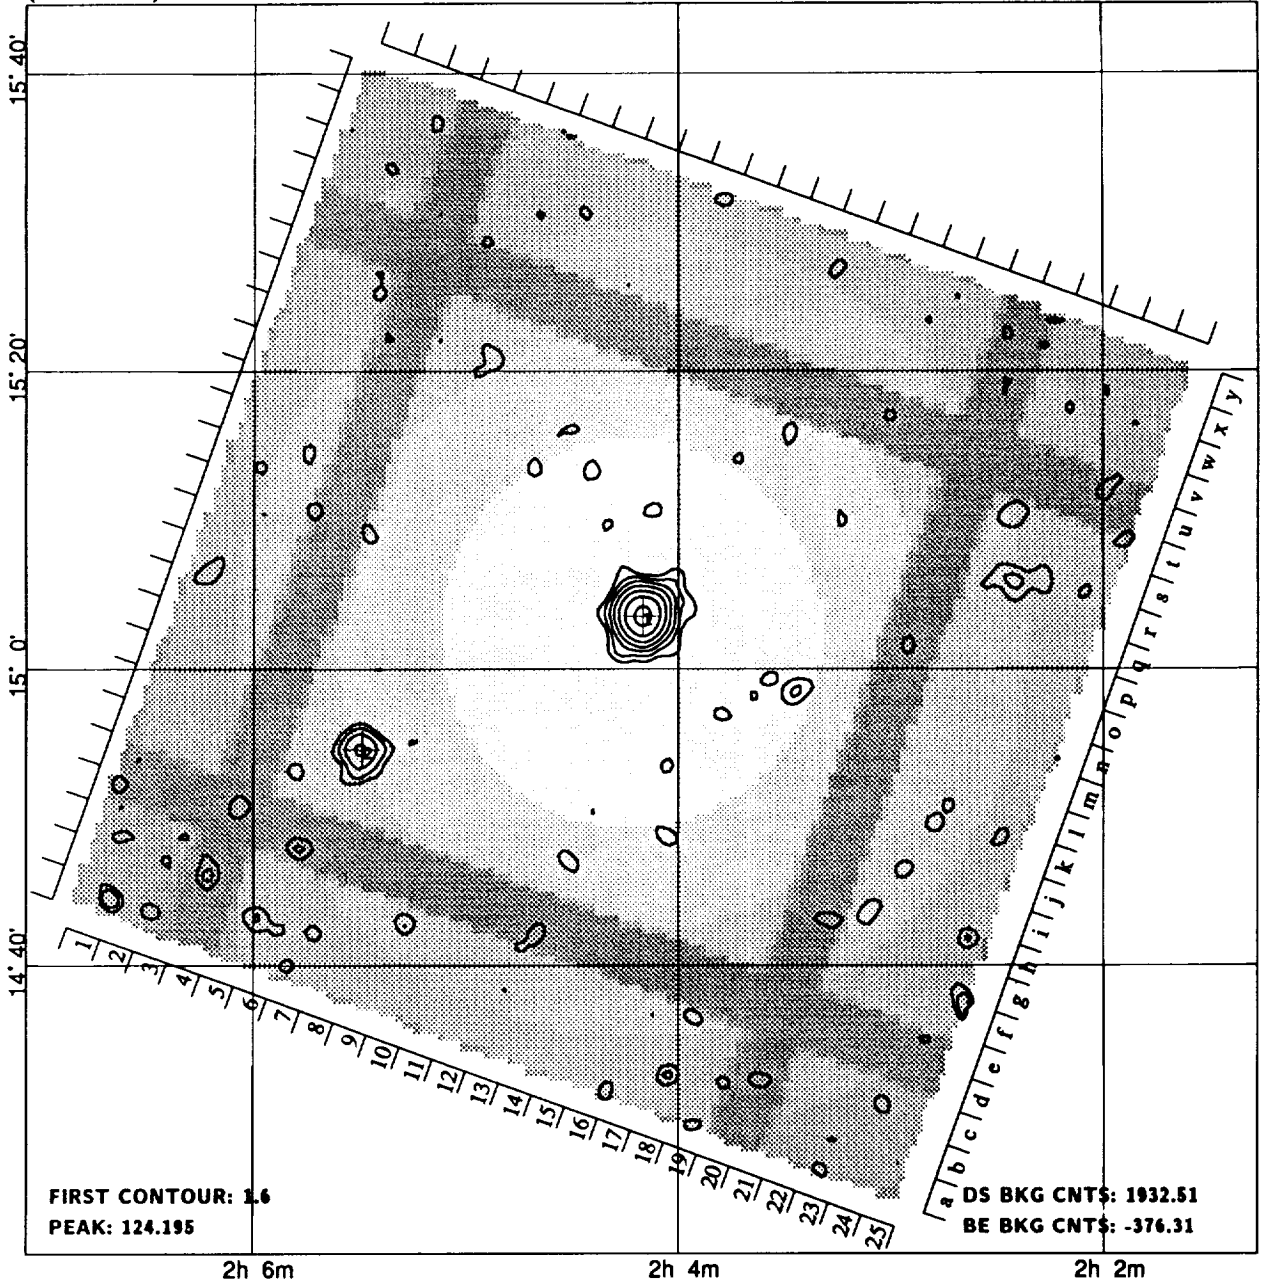 15° 40'
15° 20'
15° 0'
14° 40'
y
x
w
v
u
t
s
r
q
p
o
n
m
l
k
j
i
h
g
f
e
d
c
b
a
1
2
3
4
5
6
7
8
9
10
11
12
13
14
15
16
17
18
19
20
21
22
23
24
25
FIRST CONTOUR: 1.6
PEAK: 124.195
DS BKG CNTS: 1932.51
BE BKG CNTS: -376.31
2h 6m
2h 4m
2h 2m